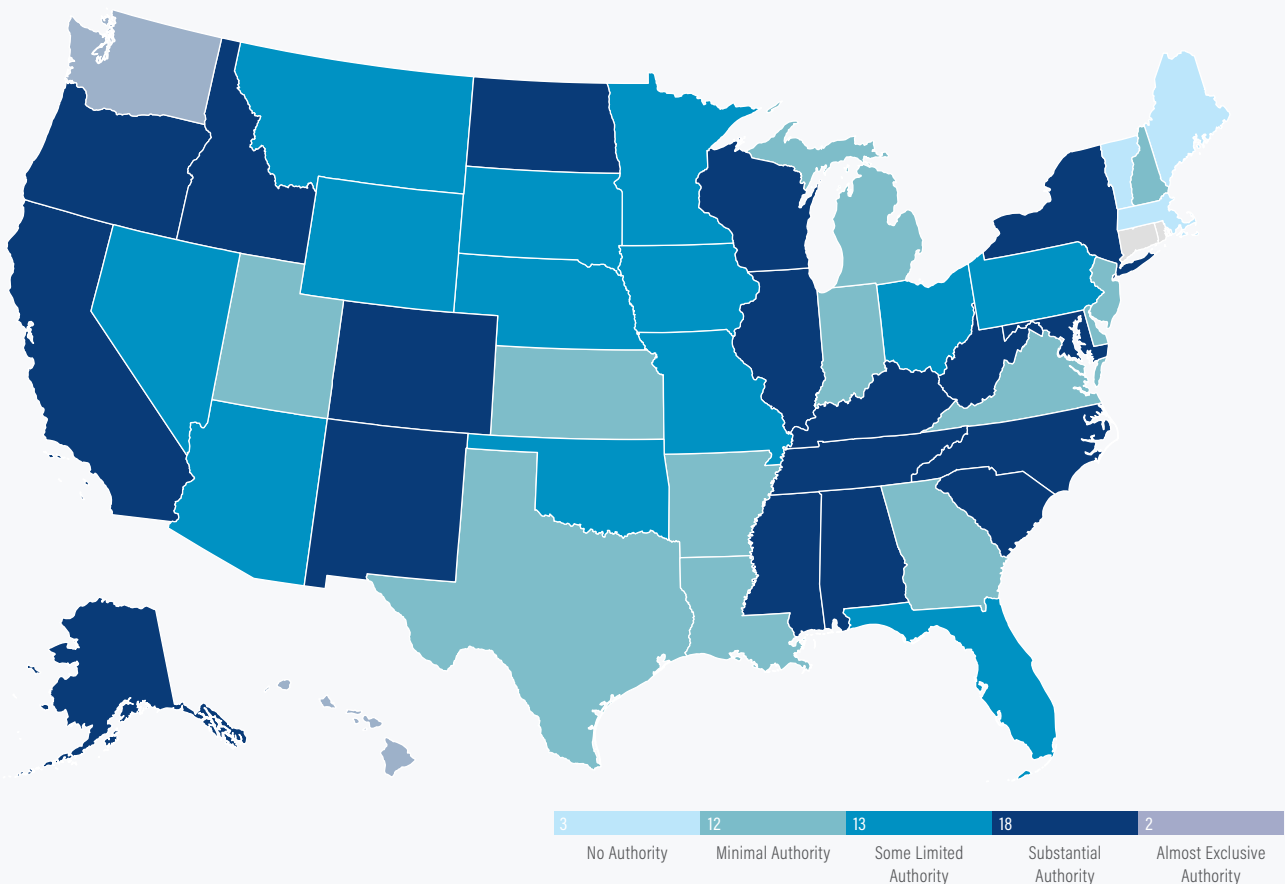 3
12
13
18
2
No Authority
Minimal Authority
Some Limited
Authority
Substantial
Authority
Almost Exclusive
Authority